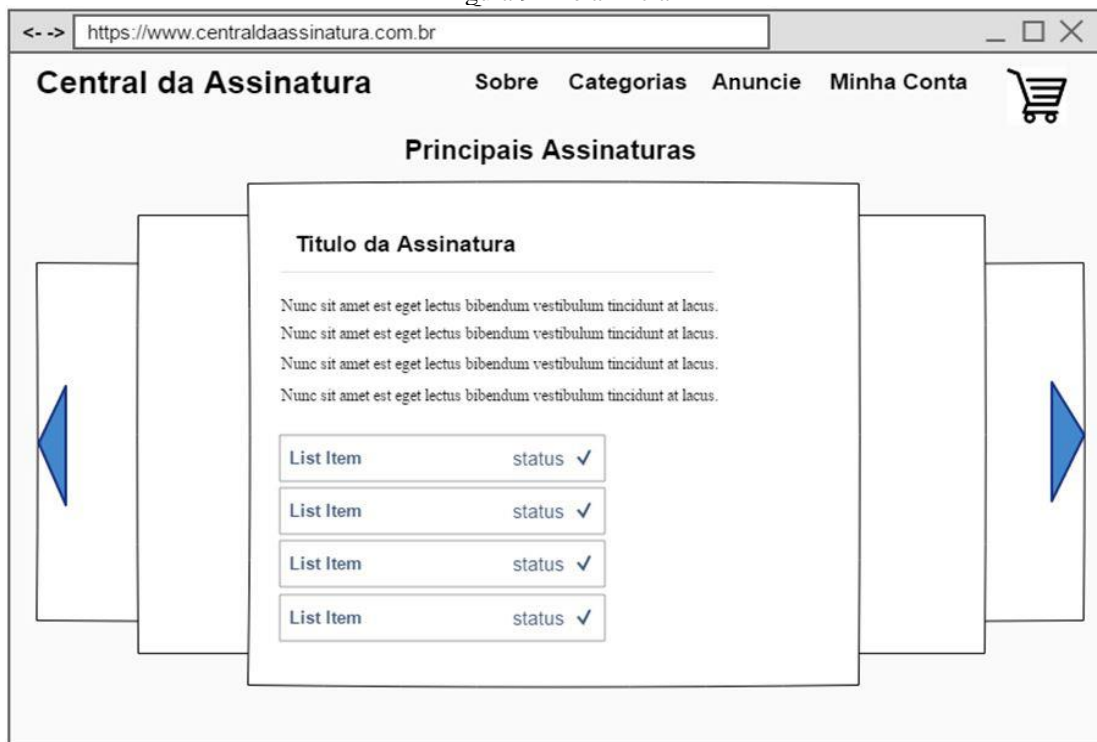 <- ->
https://www.centraldaassinatura.com.br
Central da Assinatura
Sobre Categorias Anuncie Minha Conta
Principais Assinaturas
Titulo da Assinatura
Nunc sit amet est eget lectus bibendum vestibulum tincidunt at lacus.
Nunc sit amet est eget lectus bibendum vestibulum tincidunt at lacus.
Nunc sit amet est eget lectus bibendum vestibulum tincidunt at lacus.
Nunc sit amet est eget lectus bibendum vestibulum tincidunt at lacus.
List Item status ✓
List Item status ✓
List Item status ✓
List Item status ✓